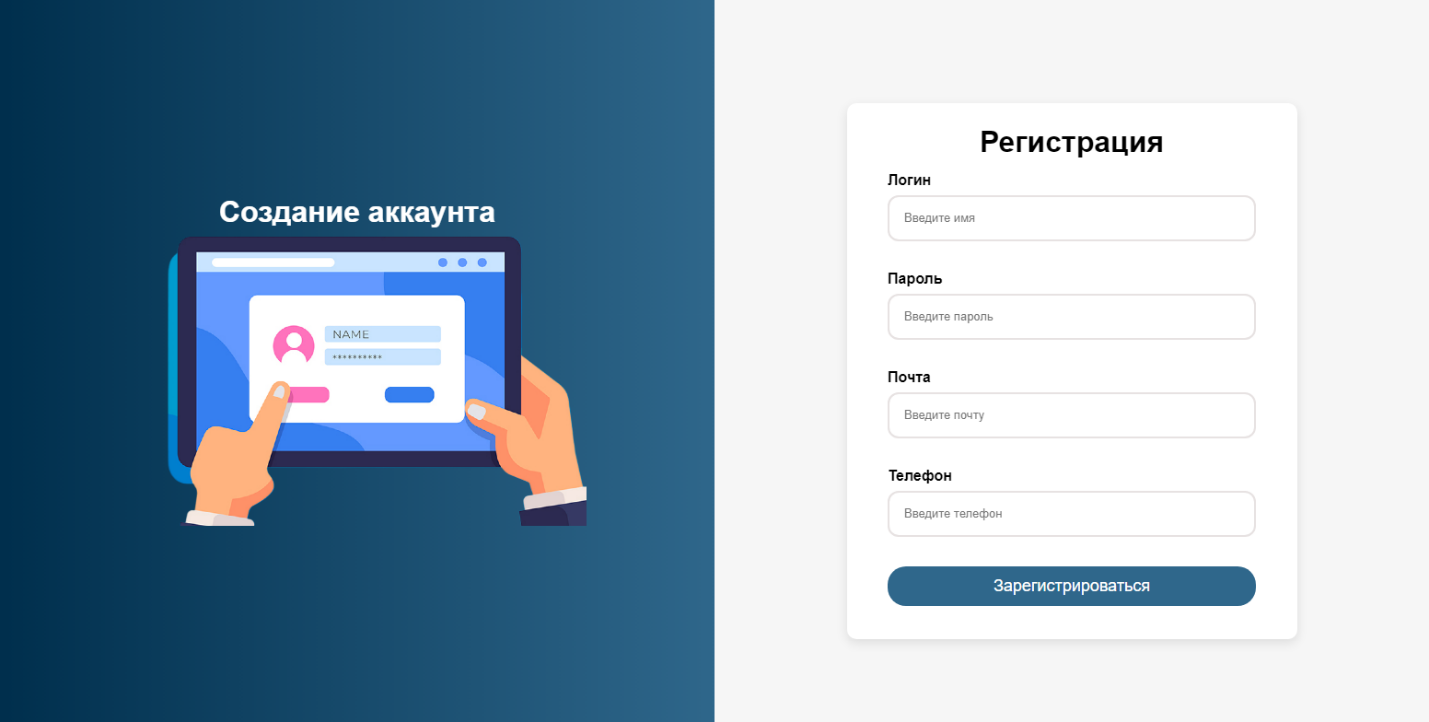 Создание аккаунта
NAME
**********
Регистрация
Логин
Введите имя
Пароль
Введите пароль
Почта
Введите почту
Телефон
Введите телефон
Зарегистрироваться